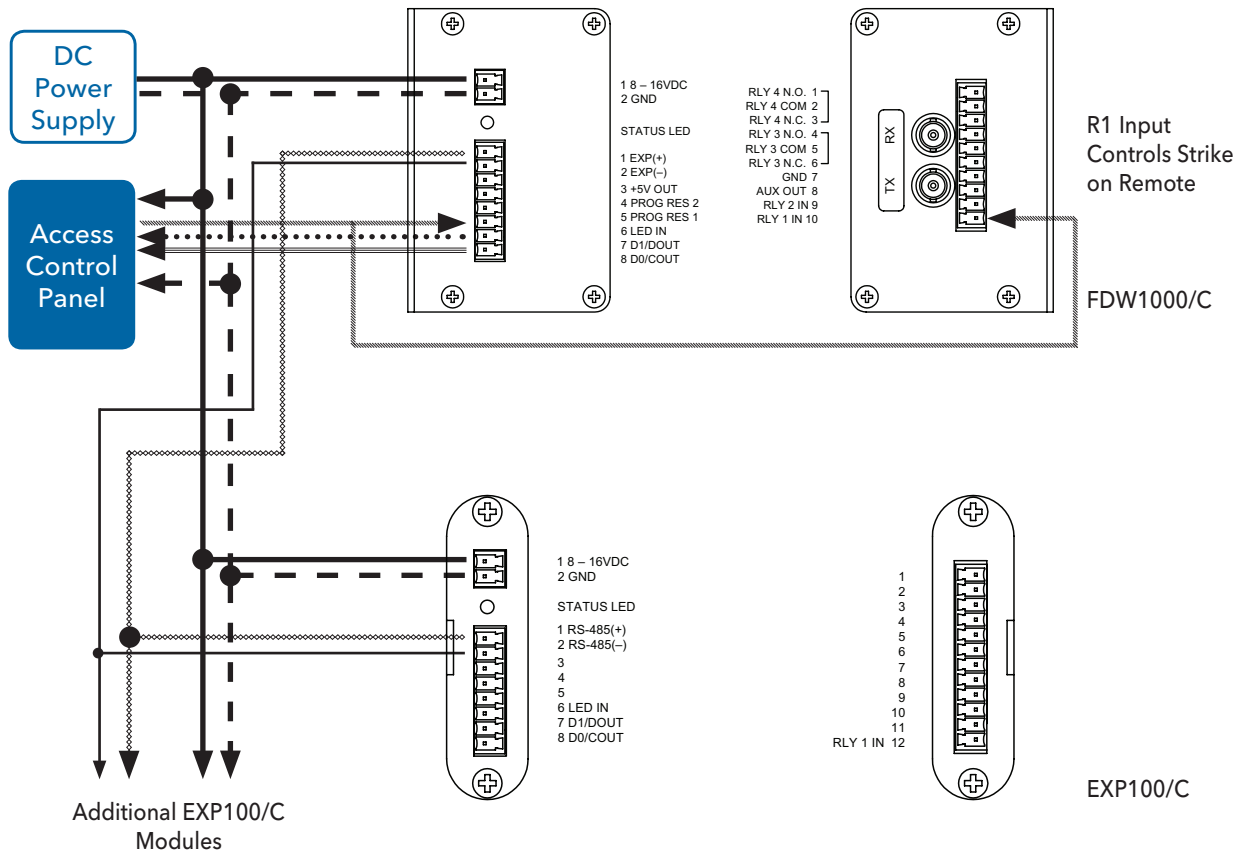 DC
Power
Supply
Access
Control
Panel
1 8 – 16VDC
2 GND
STATUS LED
1 EXP(+)
2 EXP(–)
3 +5V OUT
4 PROG RES 2
5 PROG RES 1
6 LED IN
7 D1/DOUT
8 D0/COUT
RLY 4 N.O. 1
RLY 4 COM 2
RLY 4 N.C. 3
RLY 3 N.O. 4
RLY 3 COM 5
RLY 3 N.C. 6
GND 7
AUX OUT 8
RLY 2 IN 9
RLY 1 IN 10
RX
TX
R1 Input
Controls Strike
on Remote
FDW1000/C
1 8 – 16VDC
2 GND
STATUS LED
1 RS-485(+)
2 RS-485(–)
3
4
5
6 LED IN
7 D1/DOUT
8 D0/COUT
1
2
3
4
5
6
7
8
9
10
11
RLY 1 IN 12
EXP100/C
Additional EXP100/C
Modules